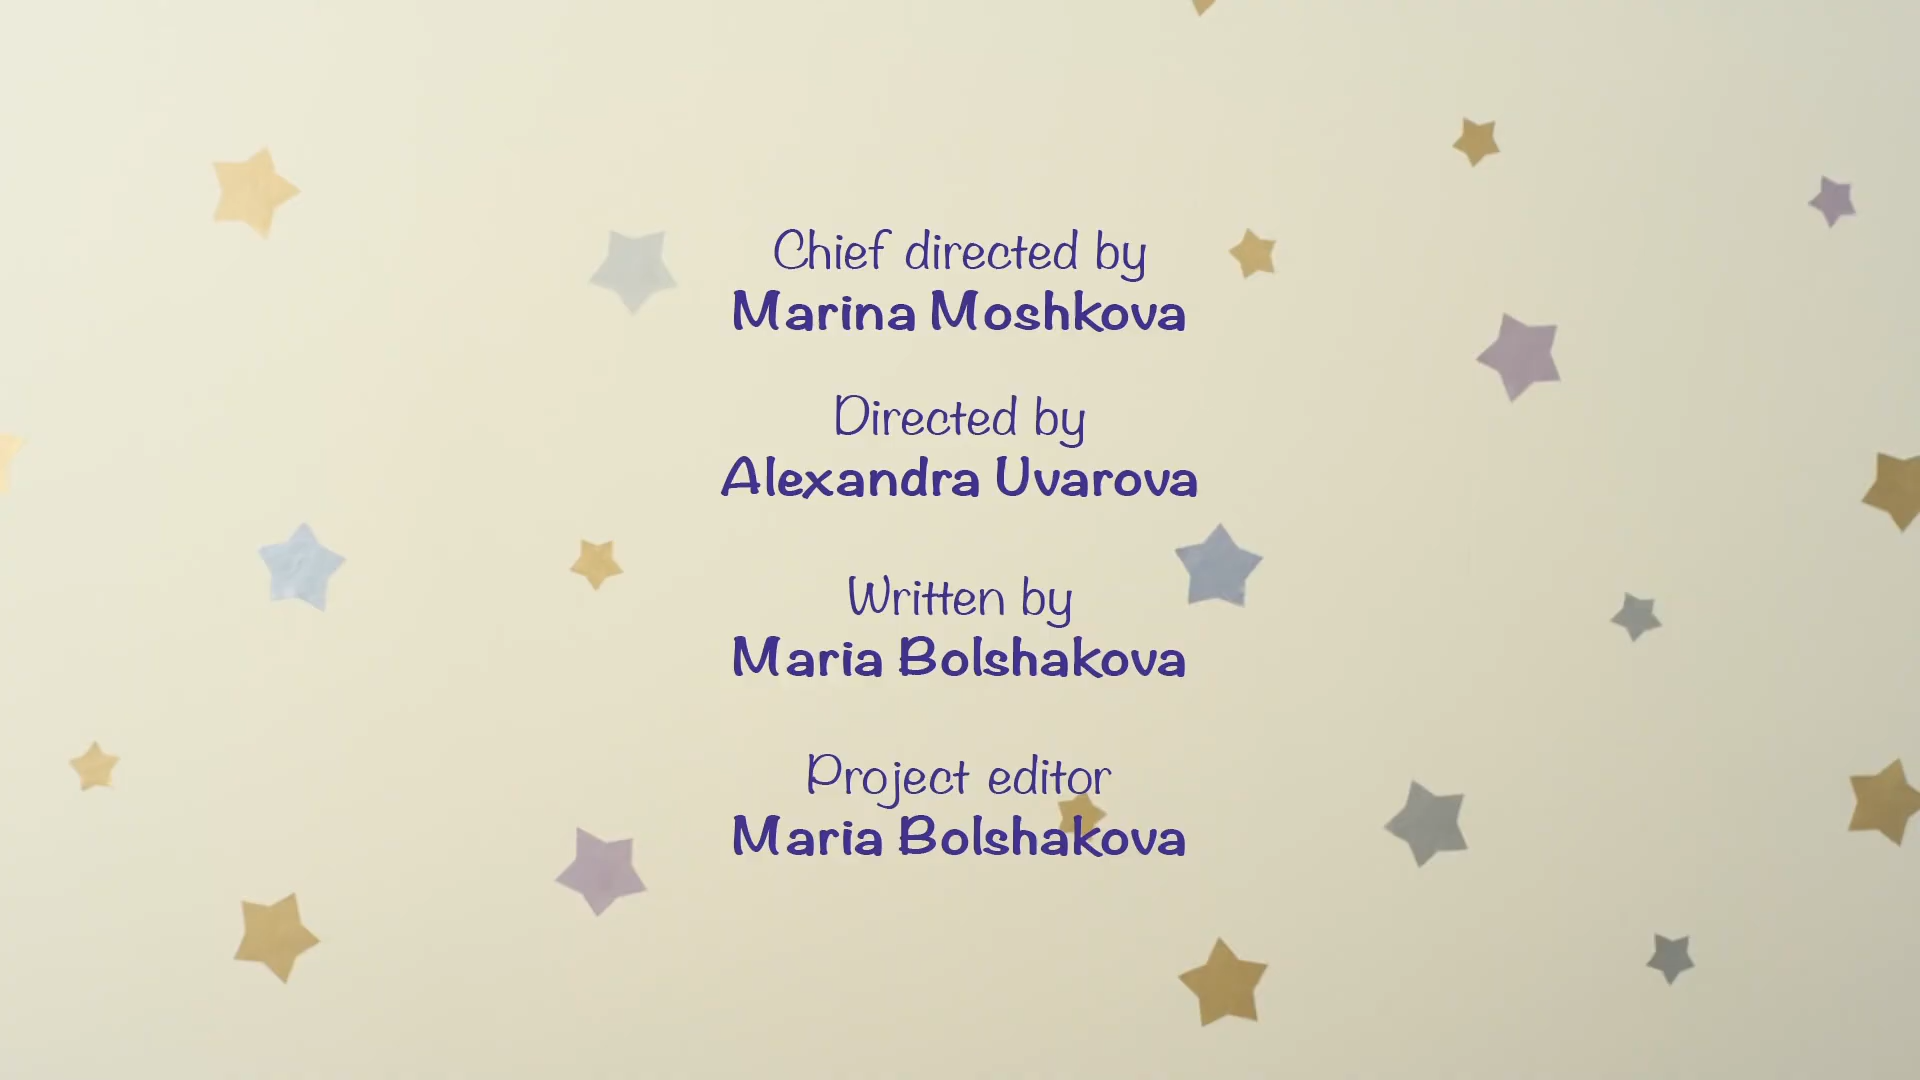 Chief directed by
Marina Moshkova
Directed by
Alexandra Uvarova
Written by
Maria Bolshakova
Project editor
Maria Bolshakova